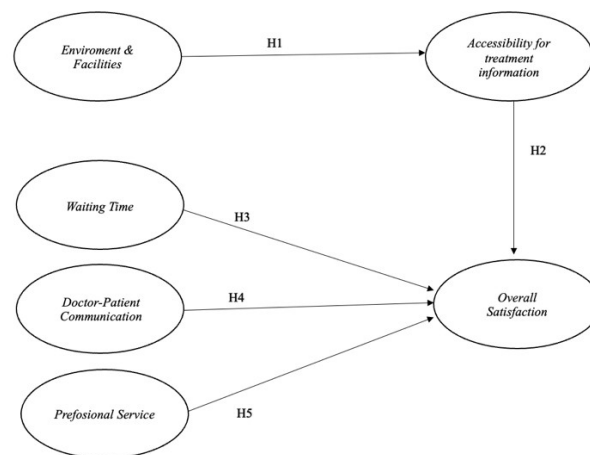 Enviroment &
Facilities
H1
Accessibility for
treatment
information
H2
Waiting Time
H3
Doctor-Patient
Communication
H4
Overall
Satisfaction
Prefosional Service
H5